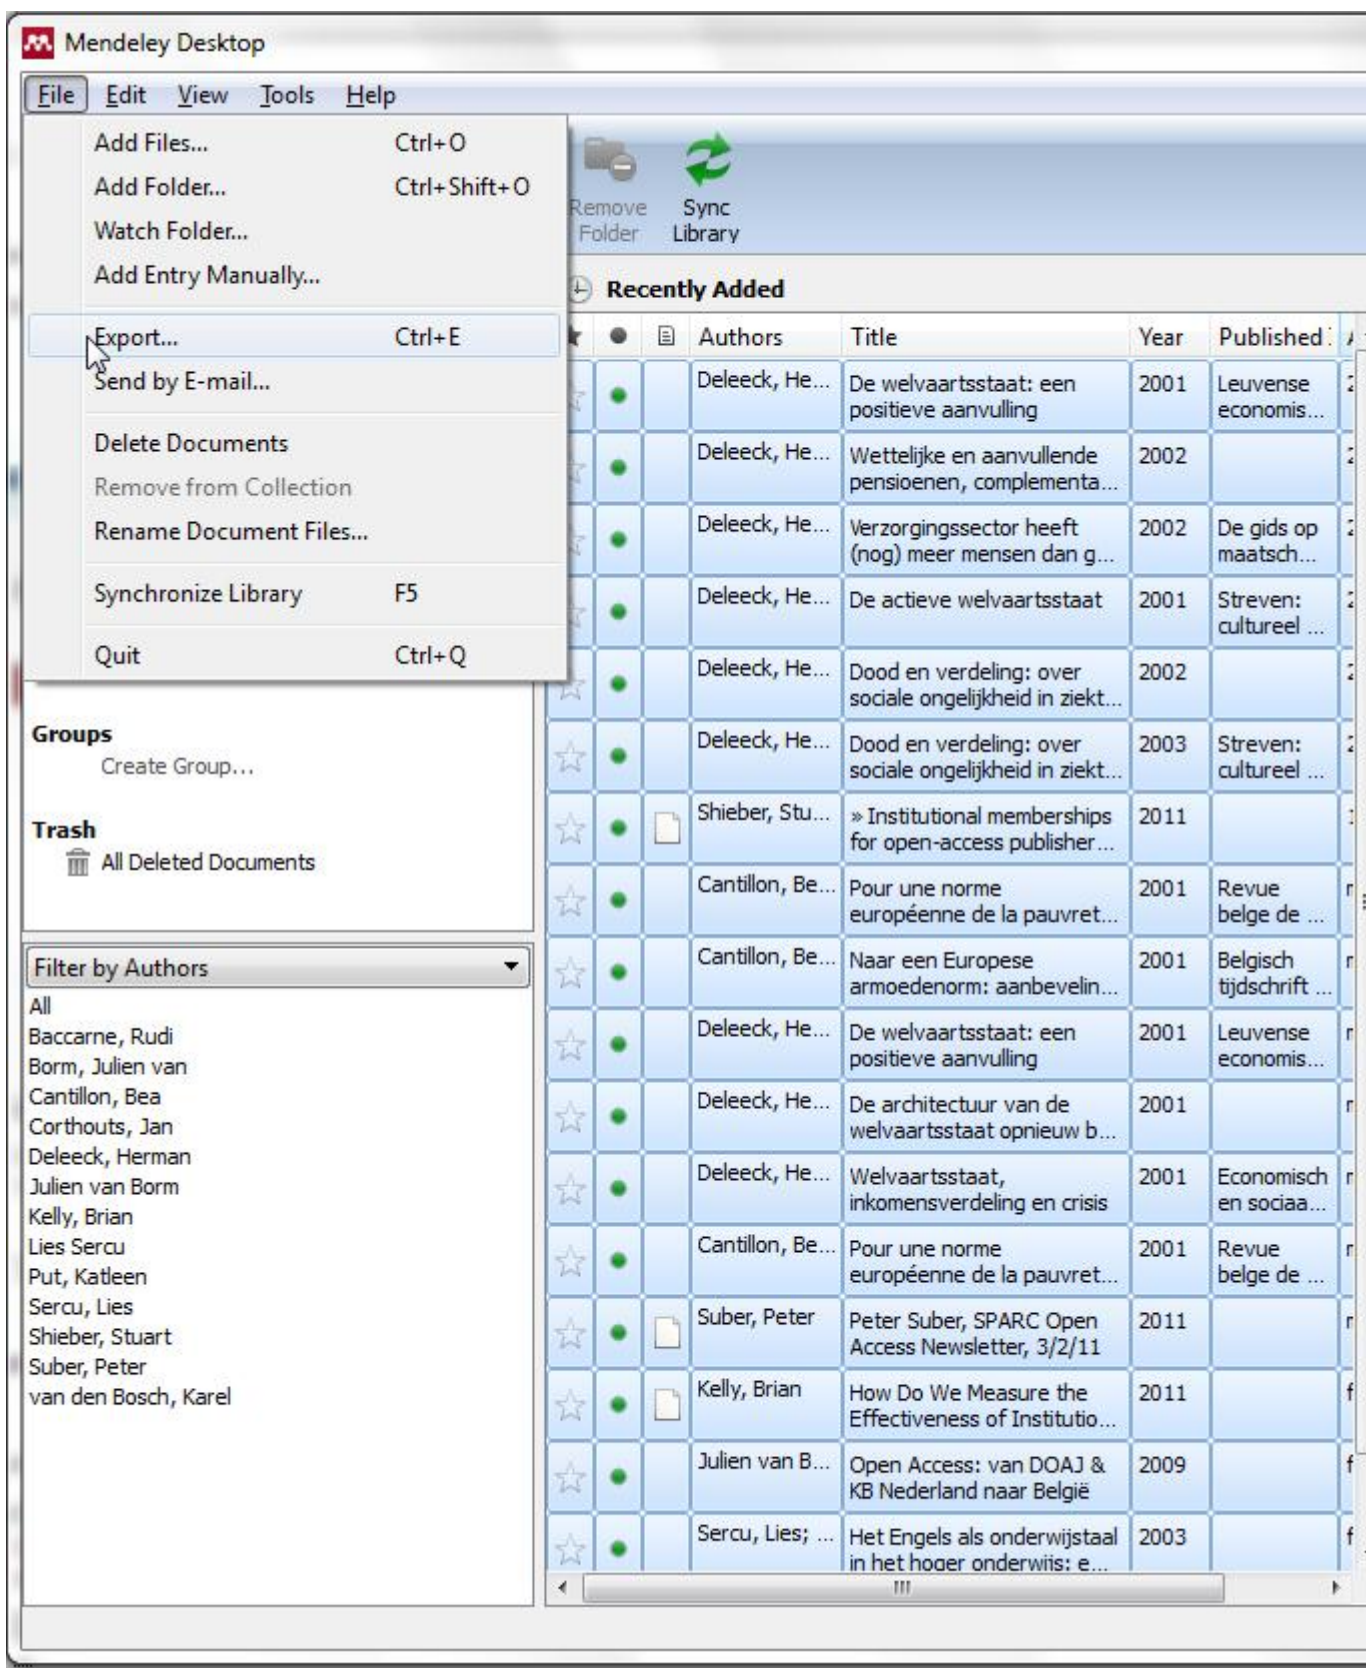 Mendeley Desktop
File Edit View Tools Help
Add Files... Ctrl+O
Add Folder... Ctrl+Shift+O
Watch Folder...
Add Entry Manually...
Export... Ctrl+E
Send by E-mail...
Delete Documents
Remove from Collection
Rename Document Files...
Synchronize Library F5
Quit Ctrl+Q
Remove
Folder
Sync
Library
Groups
Create Group...
Trash
All Deleted Documents
Filter by Authors
All
Baccarne, Rudi
Borm, Julien van
Cantillon, Bea
Corthouts, Jan
Deleeck, Herman
Julien van Borm
Kelly, Brian
Lies Sercu
Put, Katleen
Sercu, Lies
Shieber, Stuart
Suber, Peter
van den Bosch, Karel
Recently Added
Authors Title Year Published
Deleeck, He... De welvaartsstaat: een 2001 Leuvense
positieve aanvulling economis...
Deleeck, He... Wettelijke en aanvullende 2002
pensioenen, complementa...
Deleeck, He... Verzorgingssector heeft 2002 De gids op
(nog) meer mensen dan g... maatsch...
Deleeck, He... De actieve welvaartsstaat 2001 Streven:
cultureel ...
Deleeck, He... Dood en verdeling: over 2002
sociale ongelijkheid in ziekt...
Deleeck, He... Dood en verdeling: over 2003 Streven:
sociale ongelijkheid in ziekt... cultureel ...
Shieber, Stu... » Institutional memberships 2011
for open-access publisher...
Cantillon, Be... Pour une norme 2001 Revue
européenne de la pauvret... belge de ...
Cantillon, Be... Naar een Europese 2001 Belgisch
armoedenorm: aanbevelin... tijdschrift ...
Deleeck, He... De welvaartsstaat: een 2001 Leuvense
positieve aanvulling economis...
Deleeck, He... De architectuur van de 2001
welvaartsstaat opnieuw b...
Deleeck, He... Welvaartsstaat, 2001 Economisch
inkomensverdeling en crisis en sociaa...
Cantillon, Be... Pour une norme 2001 Revue
européenne de la pauvret... belge de ...
Suber, Peter Peter Suber, SPARC Open 2011
Access Newsletter, 3/2/11
Kelly, Brian How Do We Measure the 2011
Effectiveness of Institutio...
Julien van B... Open Access: van DOAJ & 2009
KB Nederland naar België
Sercu, Lies; ... Het Engels als onderwijstaal 2003
in het hoger onderwijs: e...